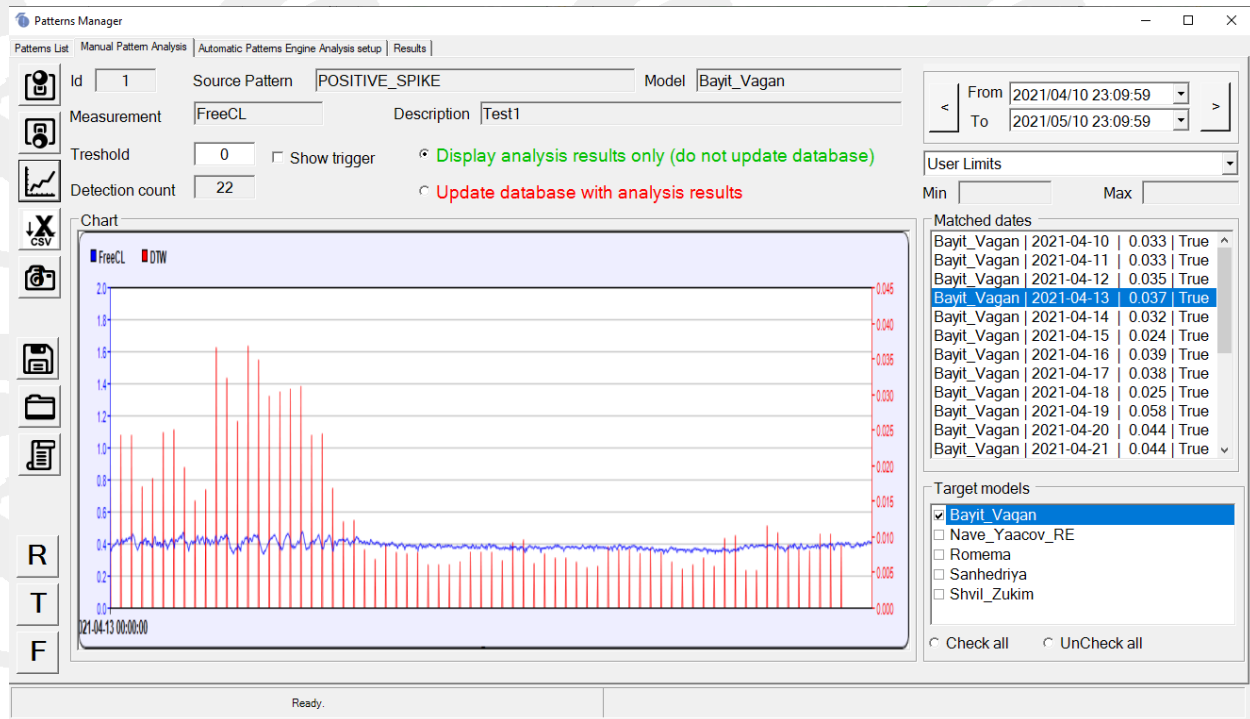 Patterns Manager
Patterns List Manual Pattern Analysis Automatic Patterns Engine Analysis setup Results
Id 1 Source Pattern POSITIVE_SPIKE Model Bayit_Vagan
Measurement FreeCL Description Test1
Treshold 0 Show trigger Display analysis results only (do not update database)
Detection count 22 Update database with analysis results
CSV
R
T
F
Chart
FreeCL DTW
2.0 0.045
1.8 0.040
1.6 0.035
1.4 0.030
1.2 0.025
1.0 0.020
0.8 0.015
0.6 0.010
0.4 0.005
0.2 0.000
0.0
021-04-13 00:00:00
< From 2021/04/10 23:09:59 >
To 2021/05/10 23:09:59
User Limits
Min Max
Matched dates
Bayit_Vagan | 2021-04-10 | 0.033 | True
Bayit_Vagan | 2021-04-11 | 0.033 | True
Bayit_Vagan | 2021-04-12 | 0.035 | True
Bayit_Vagan | 2021-04-13 | 0.037 | True
Bayit_Vagan | 2021-04-14 | 0.032 | True
Bayit_Vagan | 2021-04-15 | 0.024 | True
Bayit_Vagan | 2021-04-16 | 0.039 | True
Bayit_Vagan | 2021-04-17 | 0.038 | True
Bayit_Vagan | 2021-04-18 | 0.025 | True
Bayit_Vagan | 2021-04-19 | 0.058 | True
Bayit_Vagan | 2021-04-20 | 0.044 | True
Bayit_Vagan | 2021-04-21 | 0.044 | True
Target models
Bayit_Vagan
Nave_Yaacov_RE
Romema
Sanhedriya
Shvil_Zukim
Check all UnCheck all
Ready.